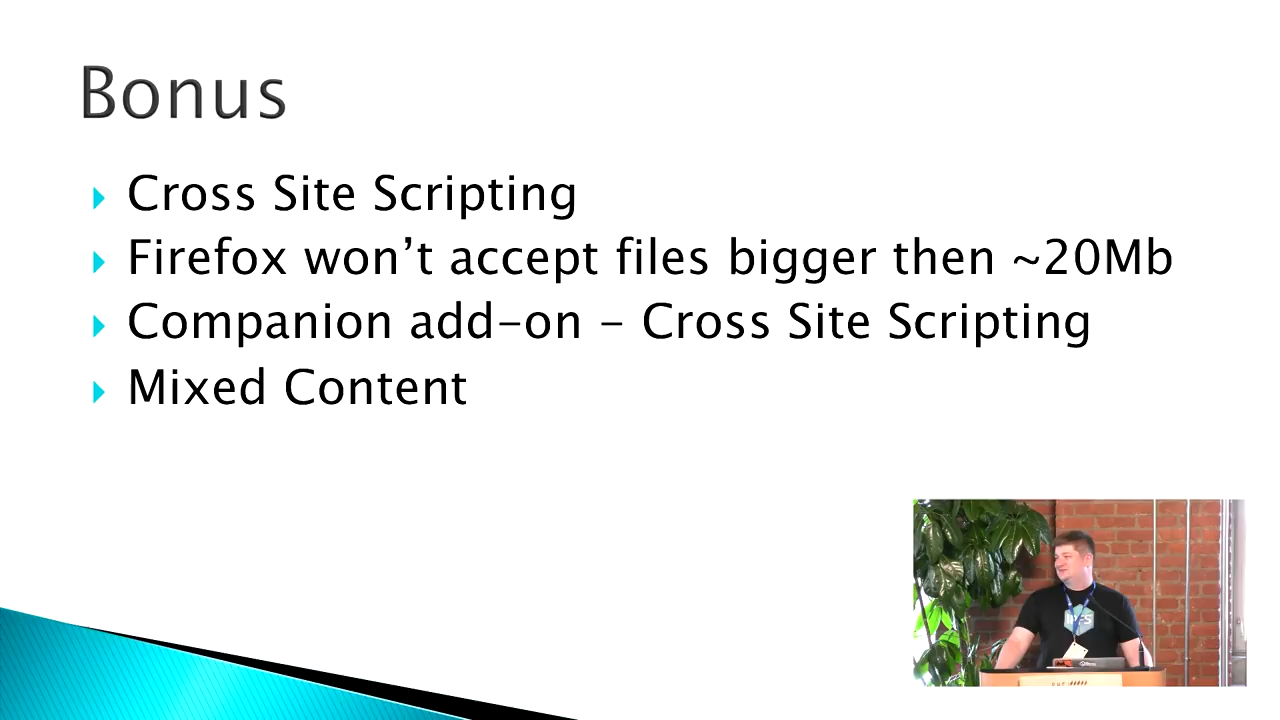 Bonus
Cross Site Scripting
Firefox won’t accept files bigger then ~20Mb
Companion add-on - Cross Site Scripting
Mixed Content
IPFS